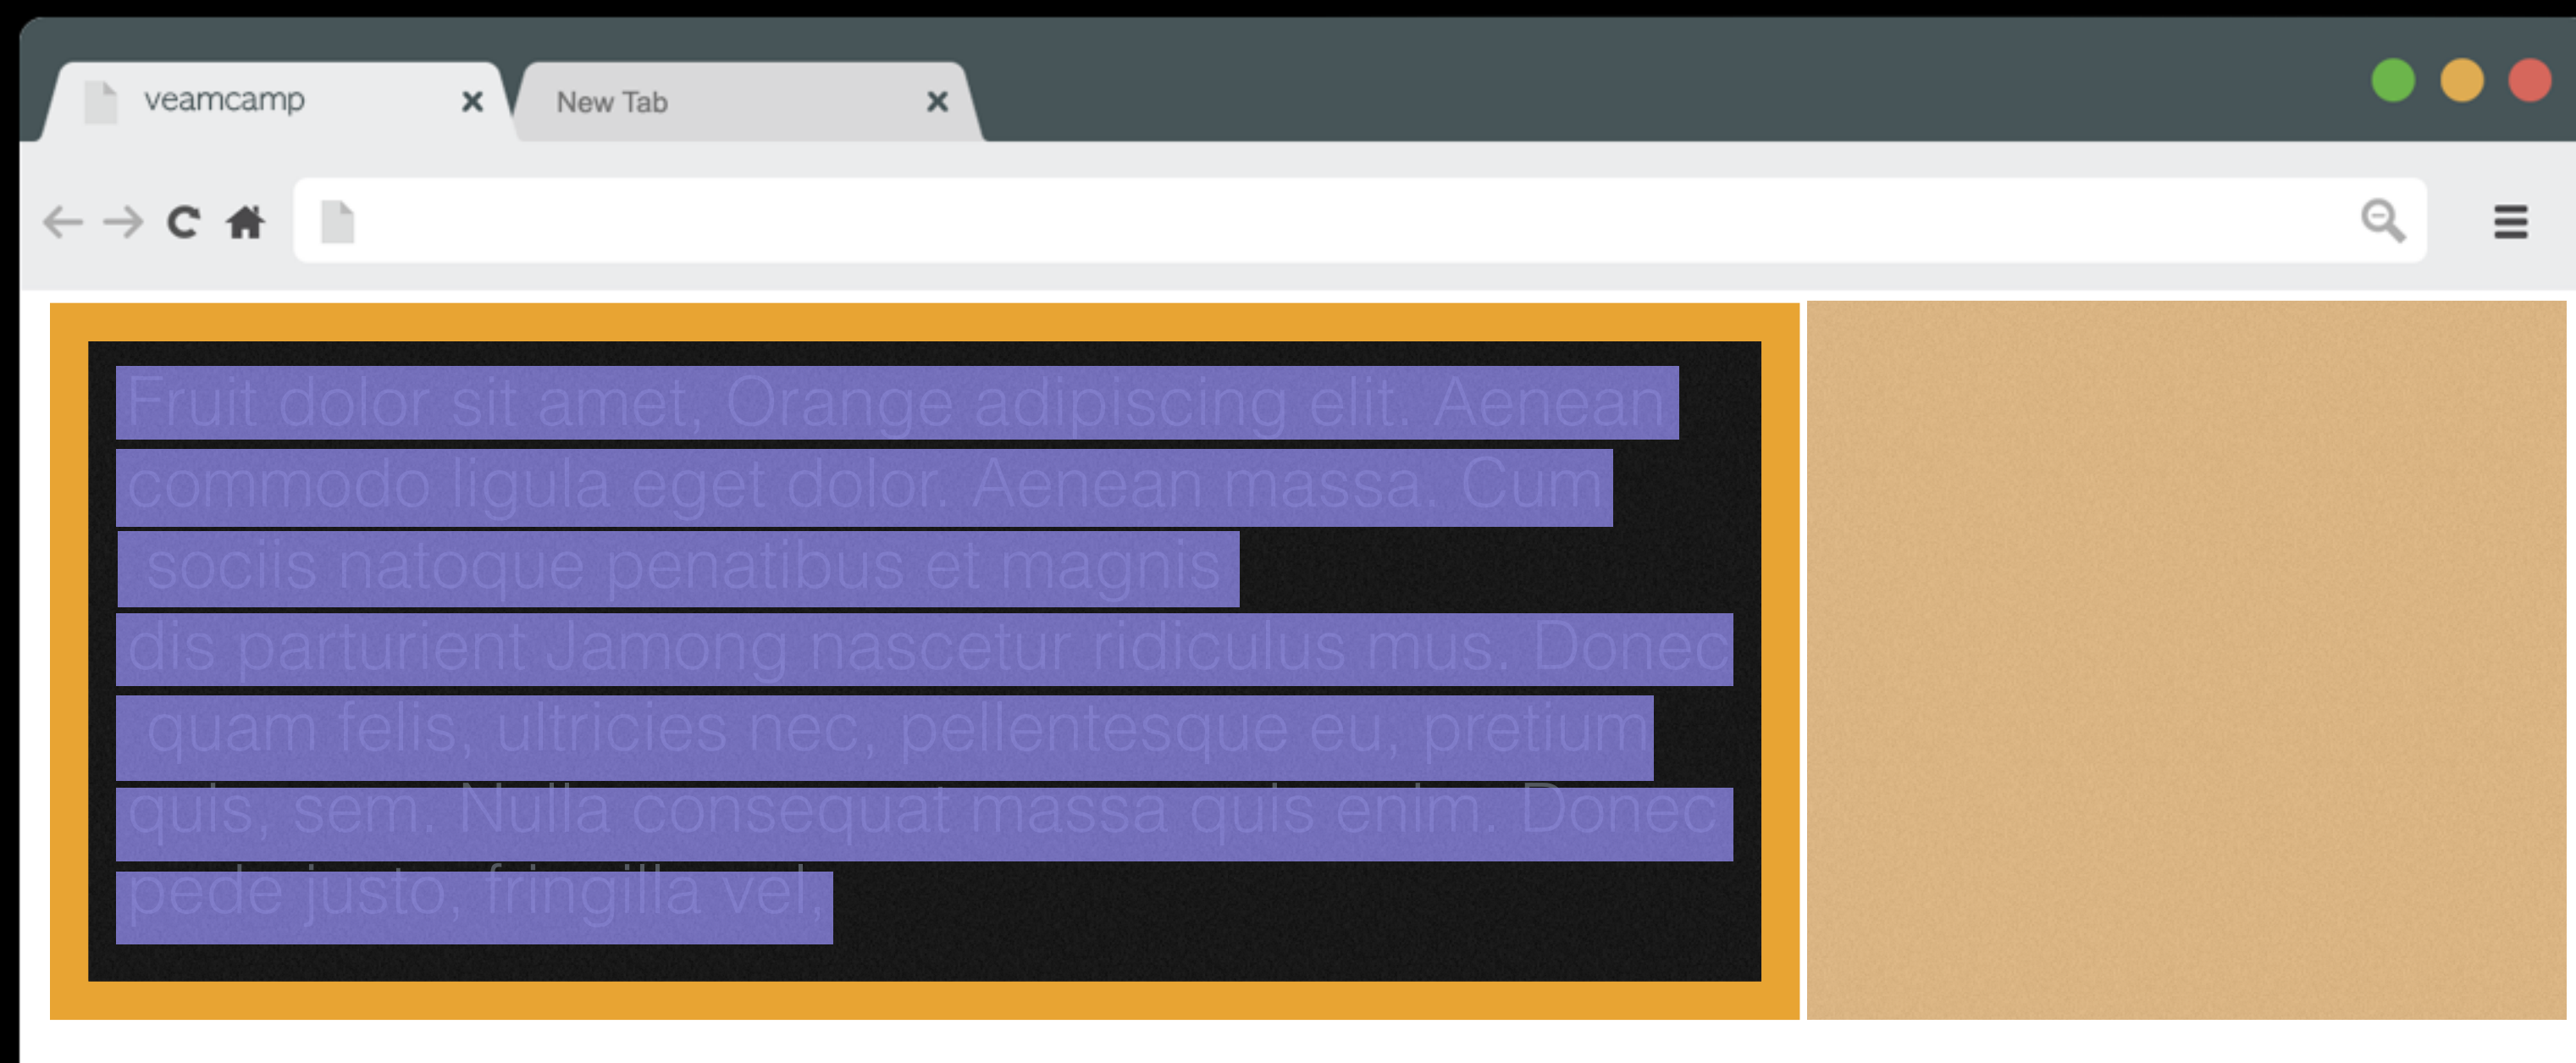 veamcamp
New Tab
Fruit dolor sit amet, Orange adipiscing elit. Aenean
commodo ligula eget dolor. Aenean massa. Cum
sociis natoque penatibus et magnis
dis parturient Jamong nascetur ridiculus mus. Donec
quam felis, ultricies nec, pellentesque eu, pretium
quis, sem. Nulla consequat massa quis enim. Donec
pede justo, fringilla vel,